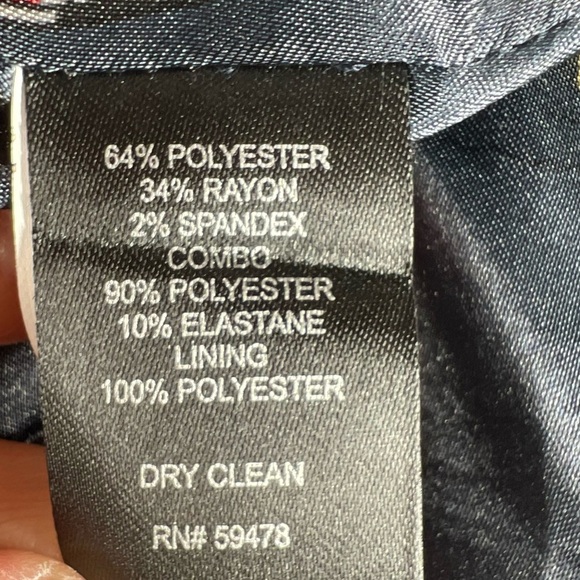 64% POLYESTER
34% RAYON
2% SPANDEX
COMBO
90% POLYESTER
10% ELASTANE
LINING
100% POLYESTER
DRY CLEAN
RN# 59478